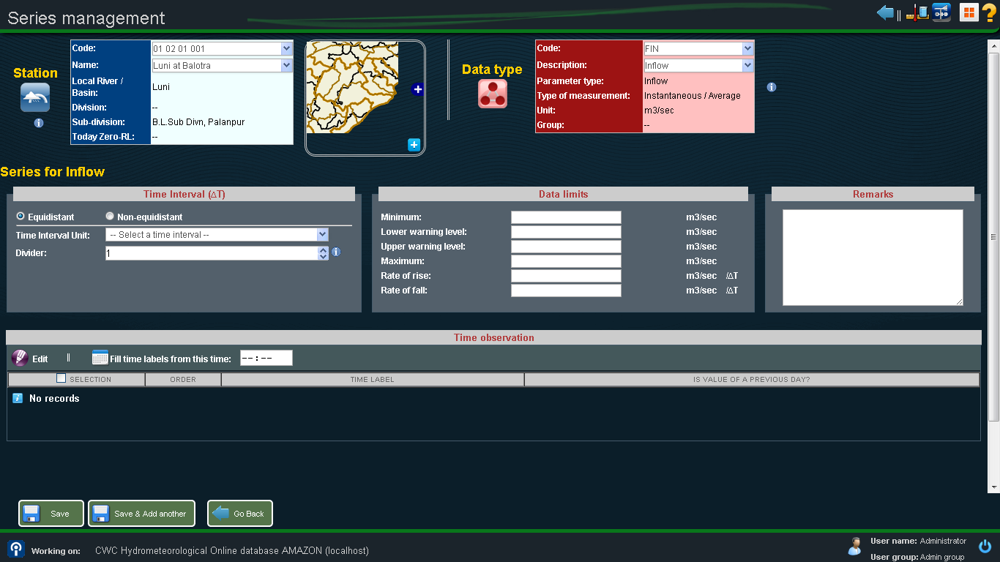 Series management
Station
Code: 01 02 01 001
Name: Luni at Balotra
Local River /
Basin: Luni
Division: --
Sub-division: B.L.Sub Divn, Palanpur
Today Zero-RL: --
Data type
Code: FIN
Description: Inflow
Parameter type: Inflow
Type of measurement: Instantaneous / Average
Unit: m3/sec
Group: --
Series for Inflow
Time Interval (ΔT)
Equidistant Non-equidistant
Time Interval Unit: -- Select a time interval --
Divider: 1
Data limits
Minimum: m3/sec
Lower warning level: m3/sec
Upper warning level: m3/sec
Maximum: m3/sec
Rate of rise: m3/sec /ΔT
Rate of fall: m3/sec /ΔT
Remarks
Time observation
Edit || Fill time labels from this time: --:--
SELECTION ORDER TIME LABEL IS VALUE OF A PREVIOUS DAY?
No records
Save Save & Add another Go Back
Working on: CWC Hydrometeorological Online database AMAZON (localhost)
User name: Administrator
User group: Admin group